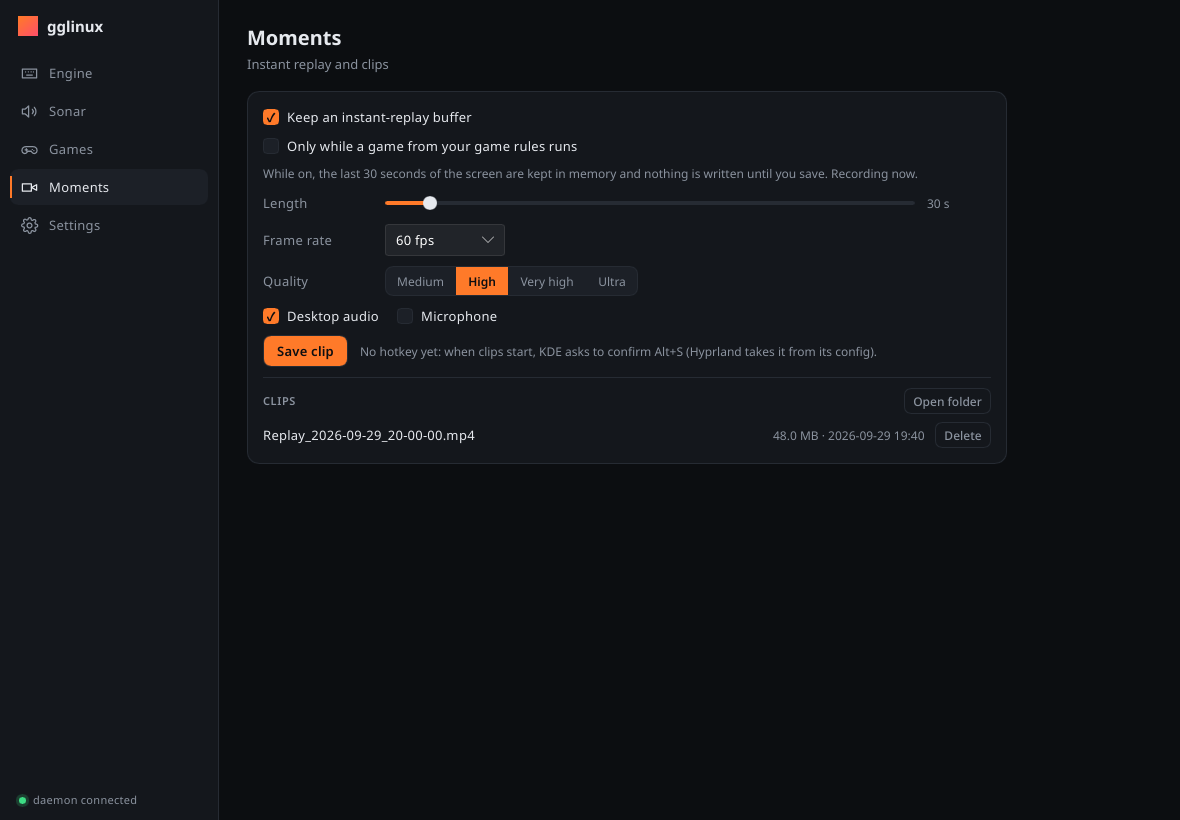 gglinux
Engine
Sonar
Games
Moments
Settings
daemon connected
Moments
Instant replay and clips
Keep an instant-replay buffer
Only while a game from your game rules runs
While on, the last 30 seconds of the screen are kept in memory and nothing is written until you save. Recording now.
Length 30 s
Frame rate 60 fps
Quality Medium High Very high Ultra
Desktop audio Microphone
Save clip No hotkey yet: when clips start, KDE asks to confirm Alt+S (Hyprland takes it from its config).
CLIPS Open folder
Replay_2026-09-29_20-00-00.mp4 48.0 MB · 2026-09-29 19:40 Delete